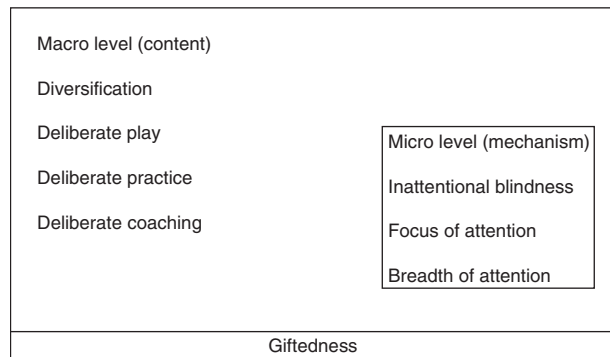 Macro level (content)
Diversification
Deliberate play
Deliberate practice
Deliberate coaching
Micro level (mechanism)
Inattentional blindness
Focus of attention
Breadth of attention
Giftedness